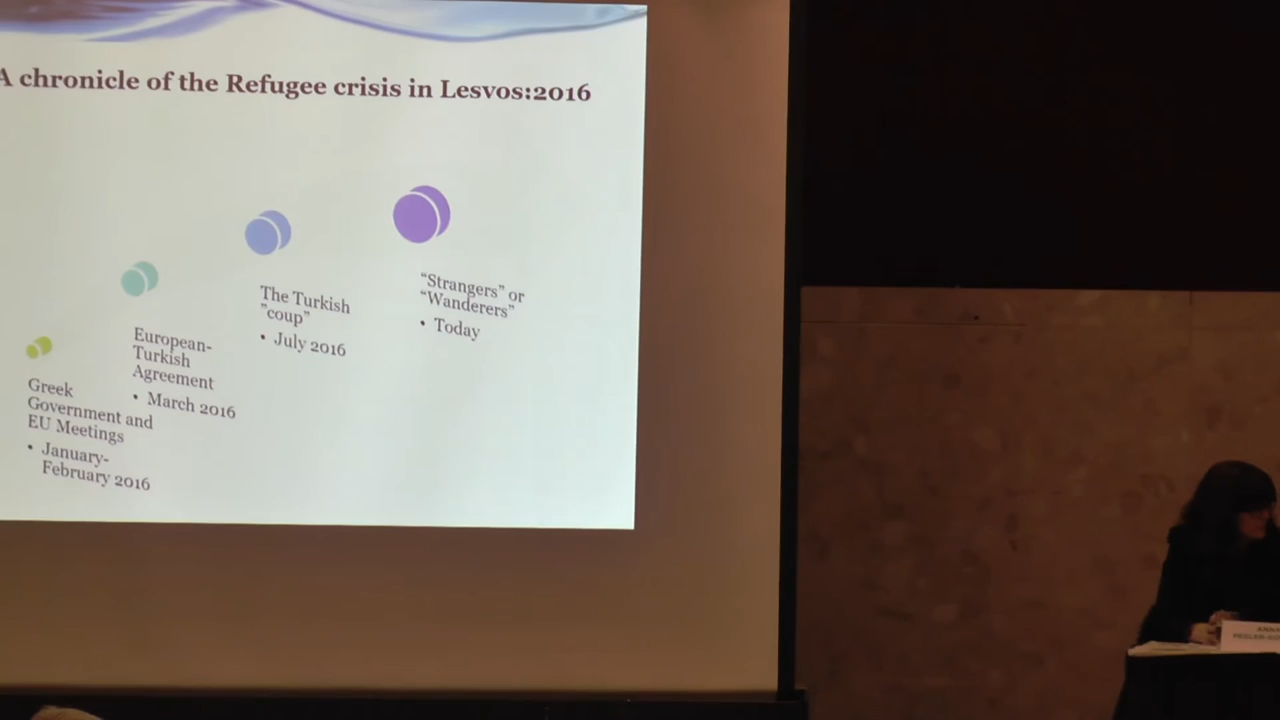 A chronicle of the Refugee crisis in Lesvos:2016
Greek
Government and
EU Meetings
• January-
February 2016
European-
Turkish
Agreement
• March 2016
The Turkish
"coup"
• July 2016
“Strangers” or
“Wanderers”
• Today